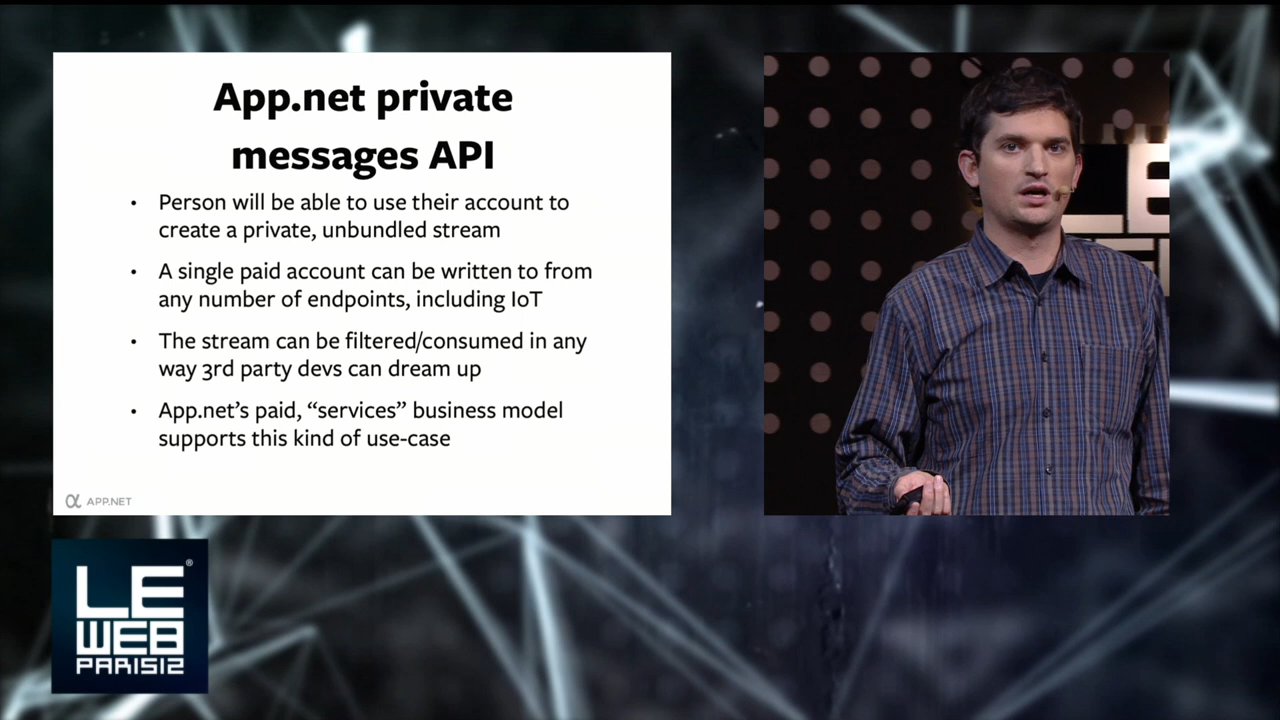 App.net private
messages API
• Person will be able to use their account to
create a private, unbundled stream
• A single paid account can be written to from
any number of endpoints, including IoT
• The stream can be filtered/consumed in any
way 3rd party devs can dream up
• App.net’s paid, “services” business model
supports this kind of use-case
α APP.NET
LE®
WEB
PARIS12